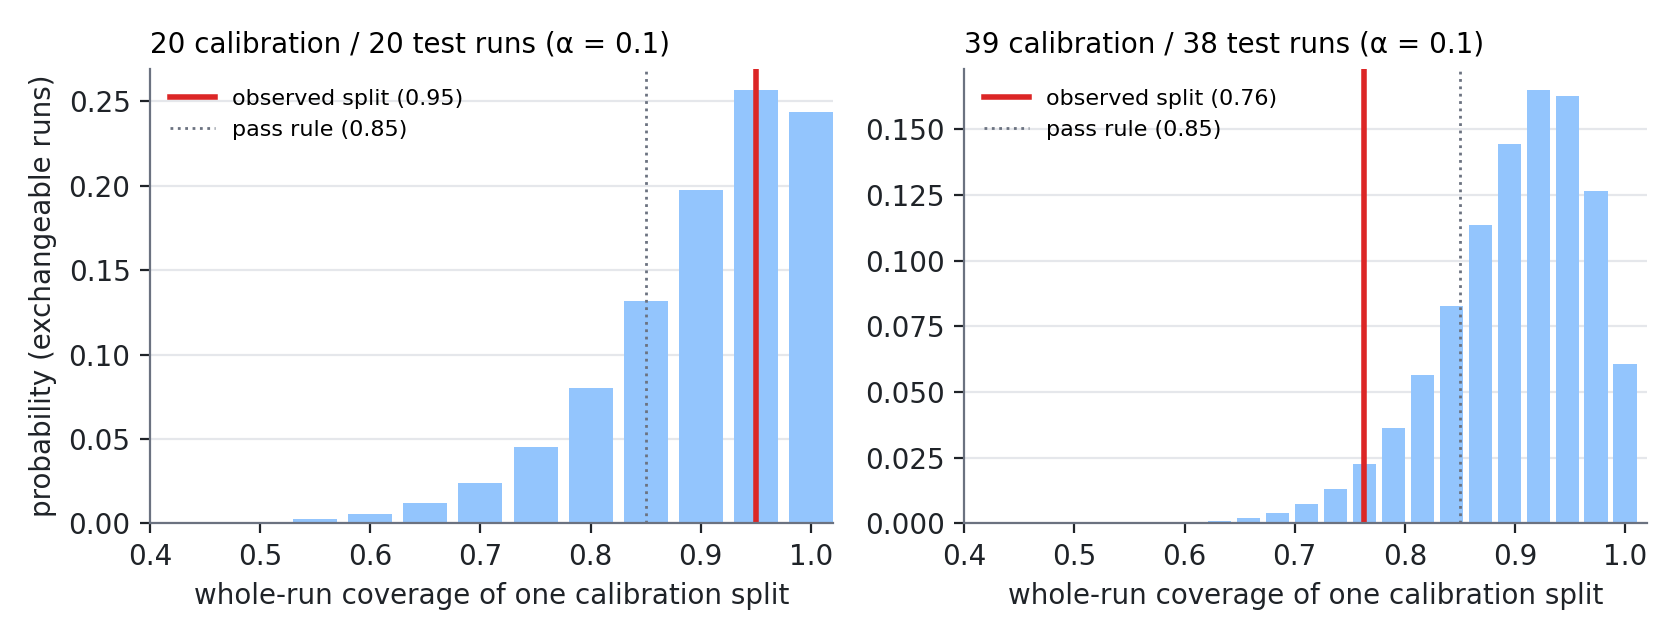 20 calibration / 20 test runs (α = 0.1)
observed split (0.95)
pass rule (0.85)
probability (exchangeable runs)
0.25
0.20
0.15
0.10
0.05
0.00
0.4 0.5 0.6 0.7 0.8 0.9 1.0
whole-run coverage of one calibration split
39 calibration / 38 test runs (α = 0.1)
observed split (0.76)
pass rule (0.85)
0.150
0.125
0.100
0.075
0.050
0.025
0.000
0.4 0.5 0.6 0.7 0.8 0.9 1.0
whole-run coverage of one calibration split